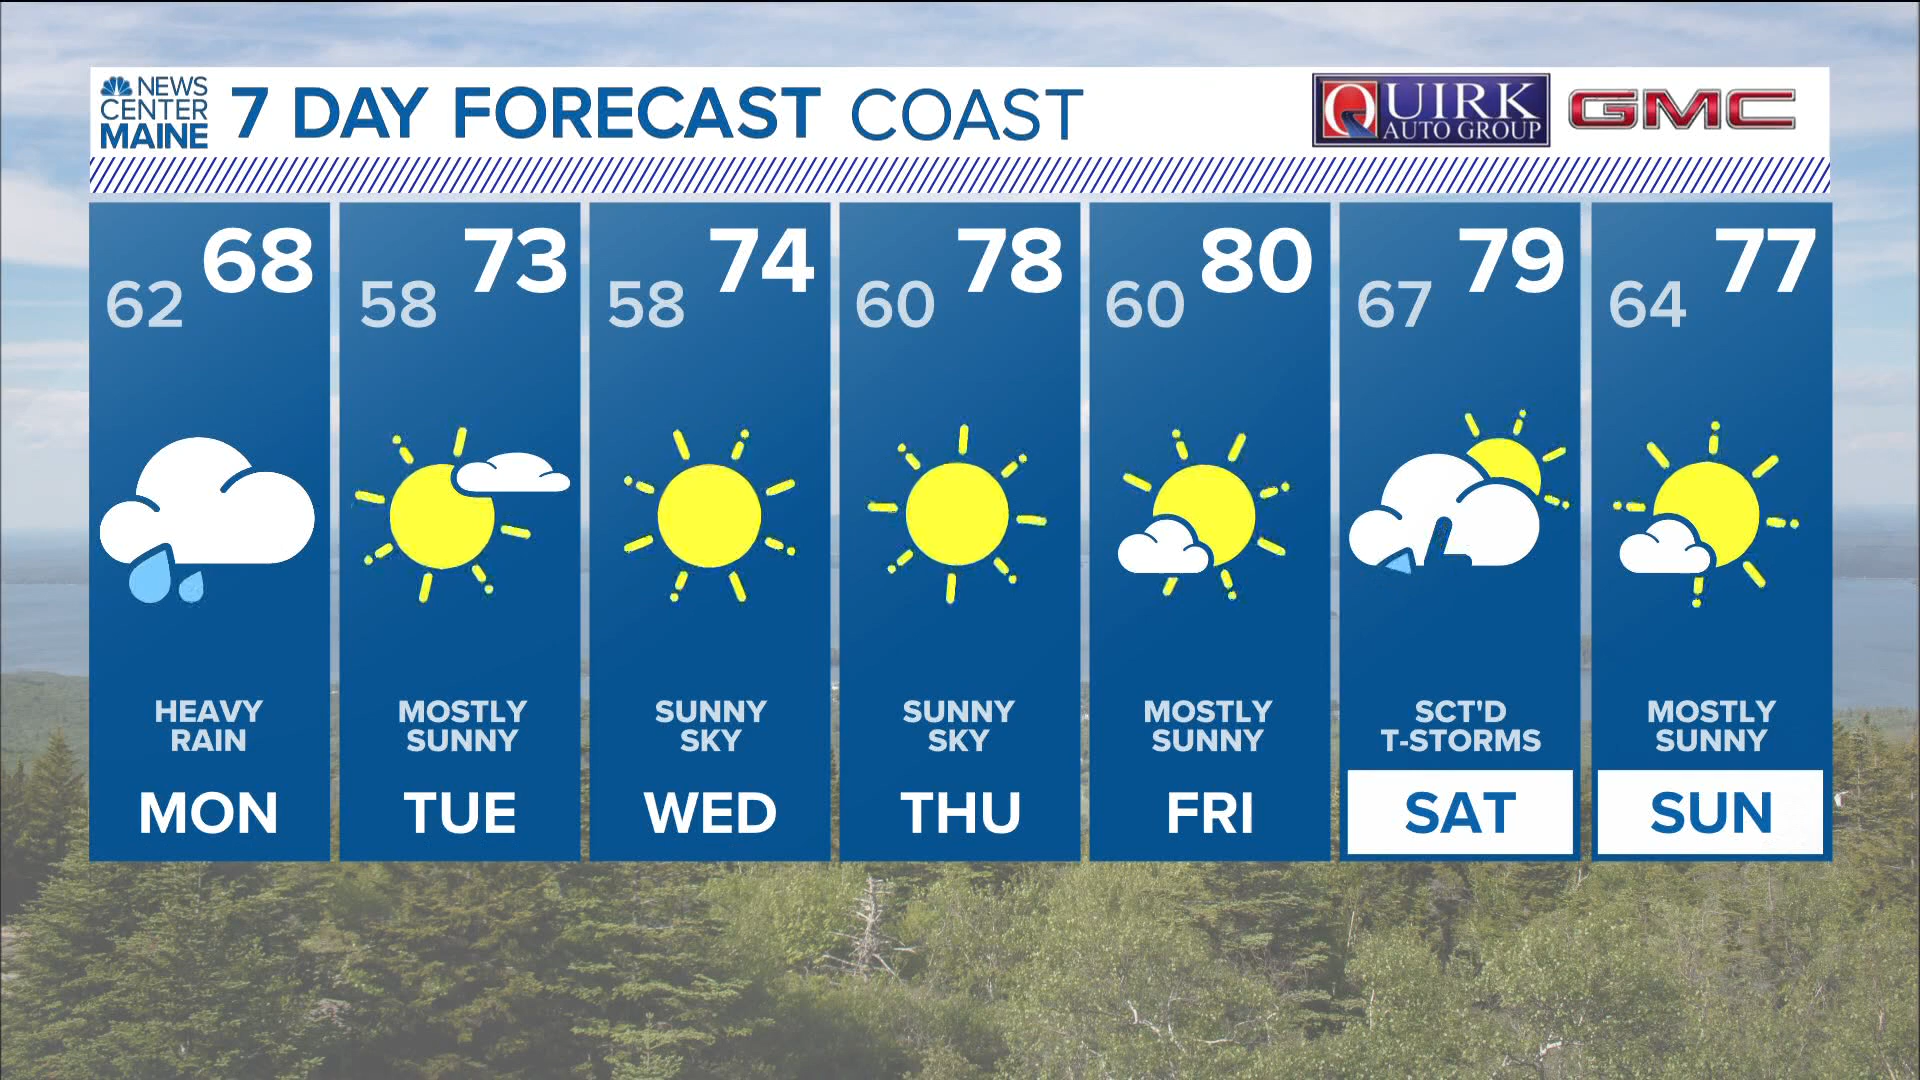 NEWS
CENTER
MAINE
7 DAY FORECAST COAST
QUIRK
AUTO GROUP
GMC
62 68
HEAVY
RAIN
MON
58 73
MOSTLY
SUNNY
TUE
58 74
SUNNY
SKY
WED
60 78
SUNNY
SKY
THU
60 80
MOSTLY
SUNNY
FRI
67 79
SCT'D
T-STORMS
SAT
64 77
MOSTLY
SUNNY
SUN